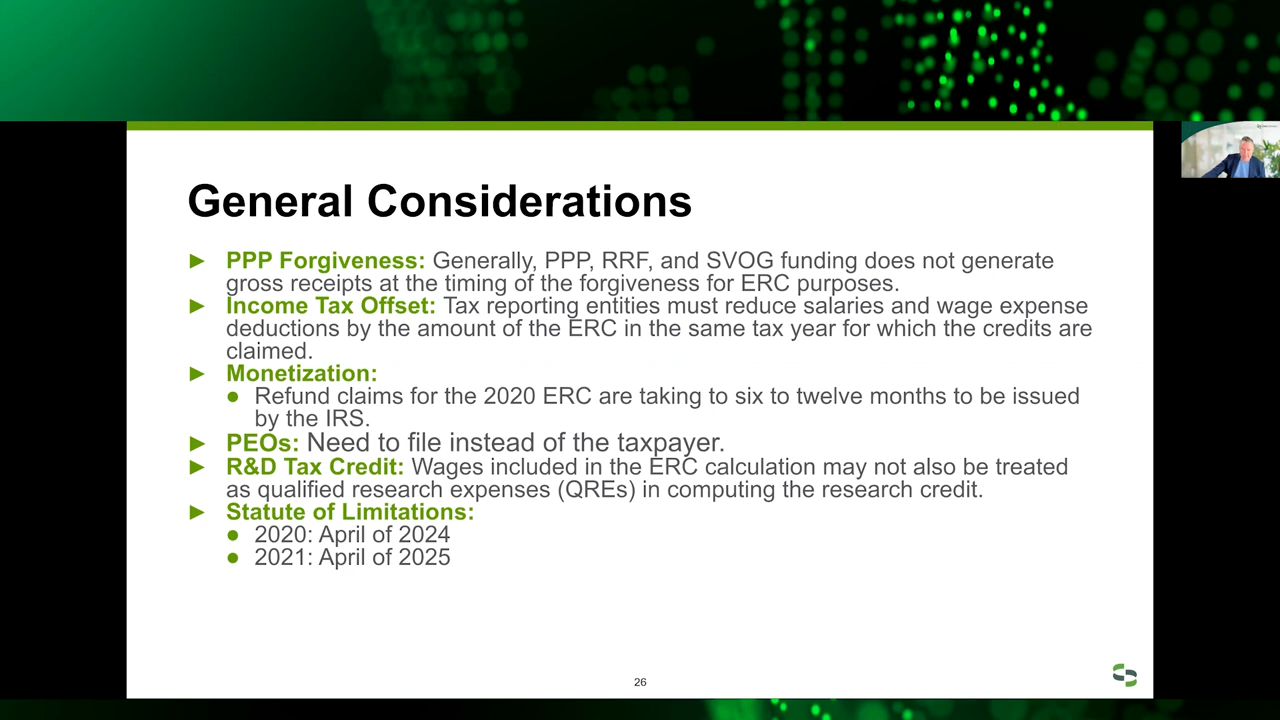 General Considerations
► PPP Forgiveness: Generally, PPP, RRF, and SVOG funding does not generate
gross receipts at the timing of the forgiveness for ERC purposes.
► Income Tax Offset: Tax reporting entities must reduce salaries and wage expense
deductions by the amount of the ERC in the same tax year for which the credits are
claimed.
► Monetization:
● Refund claims for the 2020 ERC are taking to six to twelve months to be issued
by the IRS.
► PEOs: Need to file instead of the taxpayer.
► R&D Tax Credit: Wages included in the ERC calculation may not also be treated
as qualified research expenses (QREs) in computing the research credit.
► Statute of Limitations:
● 2020: April of 2024
● 2021: April of 2025
26